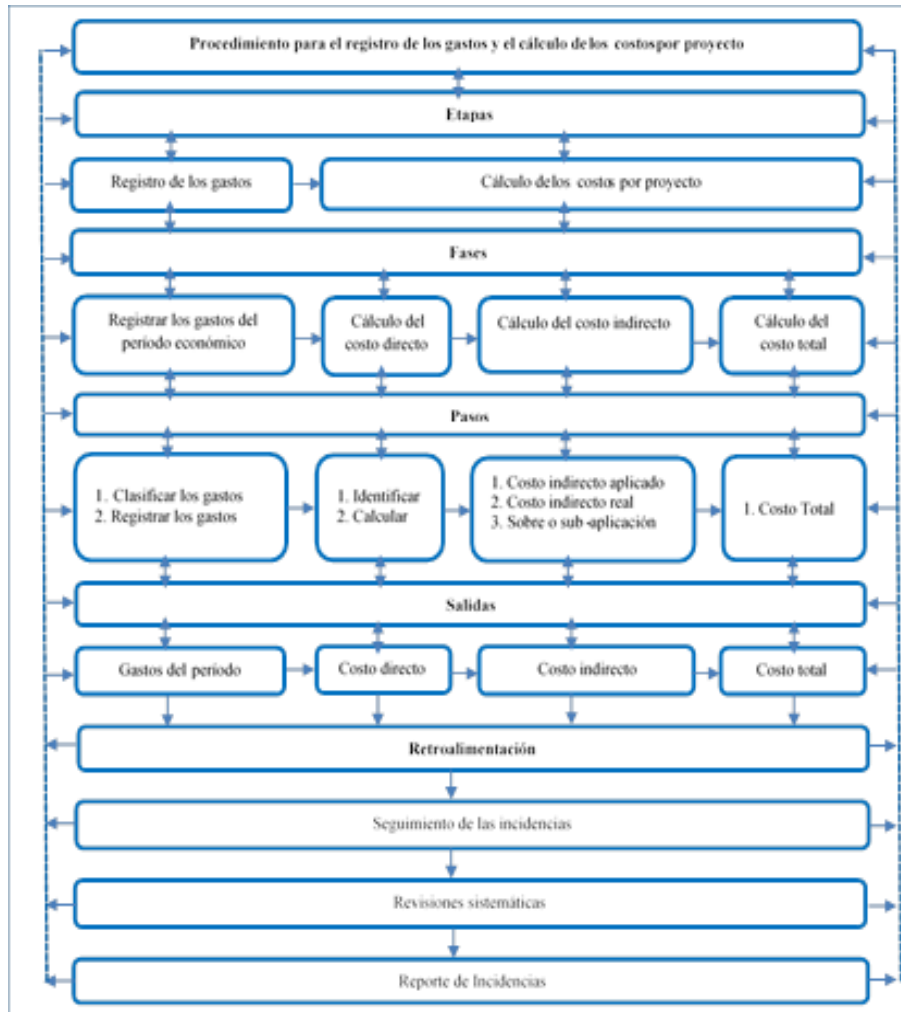 Procedimiento para el registro de los gastos y el cálculo delos costospor proyecto
Etapas
Registro de los gastos
Cálculo delos costos por proyecto
Fases
Registrar los gastos del
período económico
Cálculo del
costo directo
Cálculo del costo indirecto
Cálculo del
costo total
Pasos
1. Clasificar los gastos
2. Registrar los gastos
1. Identificar
2. Calcular
1. Costo indirecto aplicado
2. Costo indirecto real
3. Sobre o sub-aplicación
1. Costo Total
Salidas
Gastos del período
Costo directo
Costo indirecto
Costo total
Retroalimentación
Seguimiento de las incidencias
Revisiones sistemáticas
Reporte de Incidencias